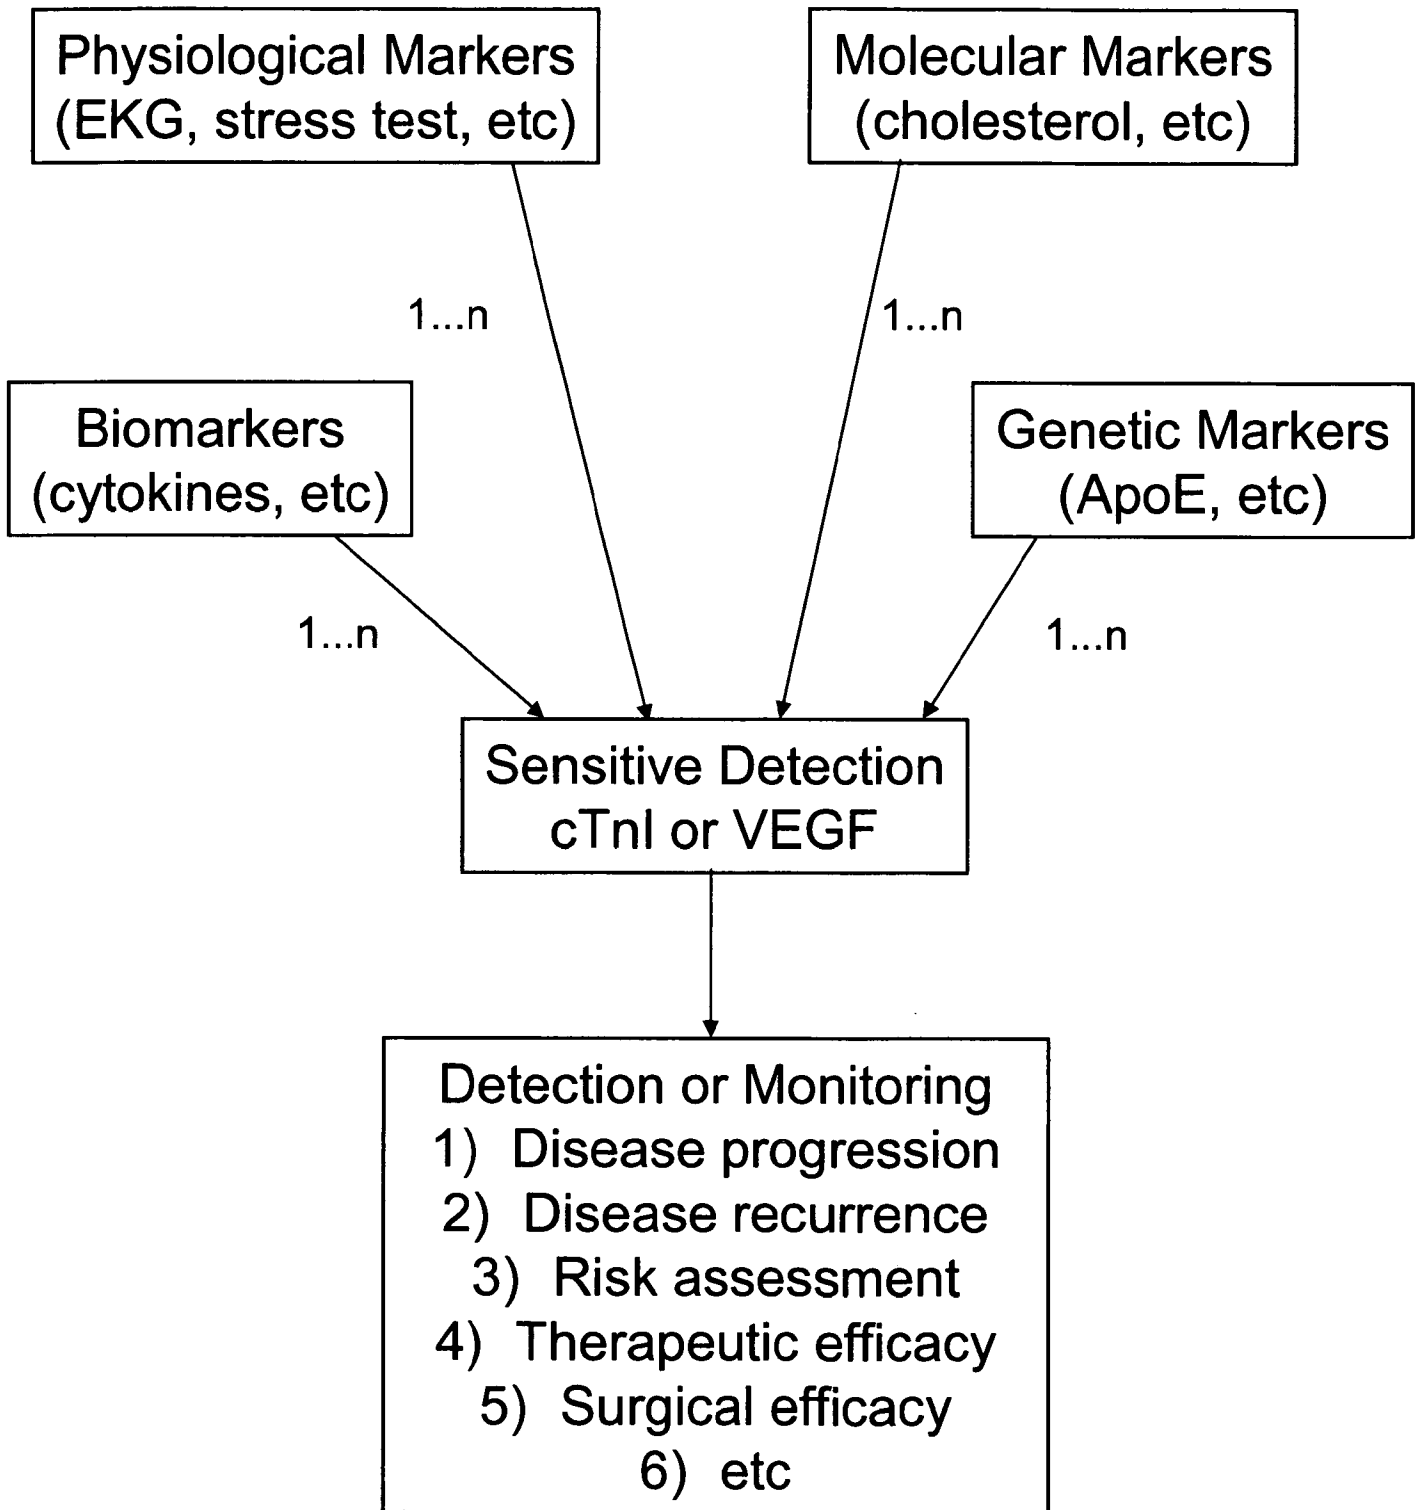 Physiological Markers
(EKG, stress test, etc)
Molecular Markers
(cholesterol, etc)
1...n
1...n
Biomarkers
(cytokines, etc)
Genetic Markers
(ApoE, etc)
1...n
1...n
Sensitive Detection
cTnI or VEGF
Detection or Monitoring
1) Disease progression
2) Disease recurrence
3) Risk assessment
4) Therapeutic efficacy
5) Surgical efficacy
6) etc